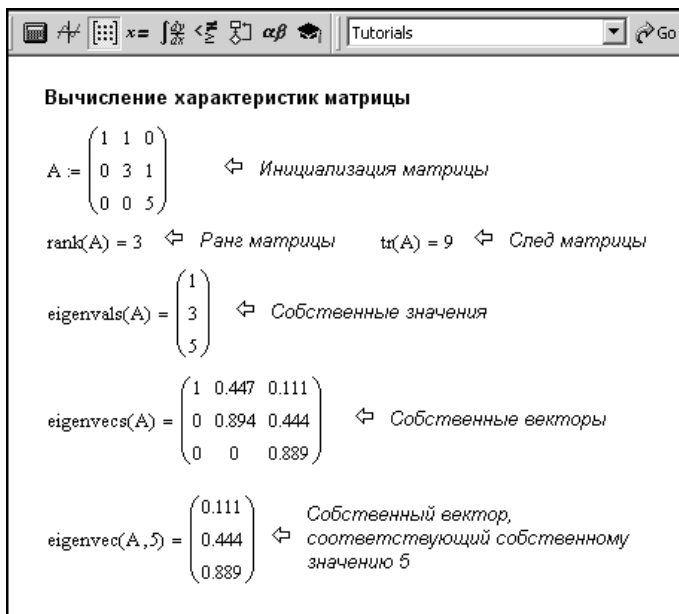 x= ∫ dy/dx <≠≥ αβ Tutorials Go
Вычисление характеристик матрицы
1 1 0
A := 0 3 1 ⇦ Инициализация матрицы
0 0 5
rank(A) = 3 ⇦ Ранг матрицы tr(A) = 9 ⇦ След матрицы
1
eigenvals(A) = 3 ⇦ Собственные значения
5
1 0.447 0.111
eigenvecs(A) = 0 0.894 0.444 ⇦ Собственные векторы
0 0 0.889
0.111
eigenvec(A,5) = 0.444 ⇦ Собственный вектор,
соответствующий собственному
0.889 значению 5